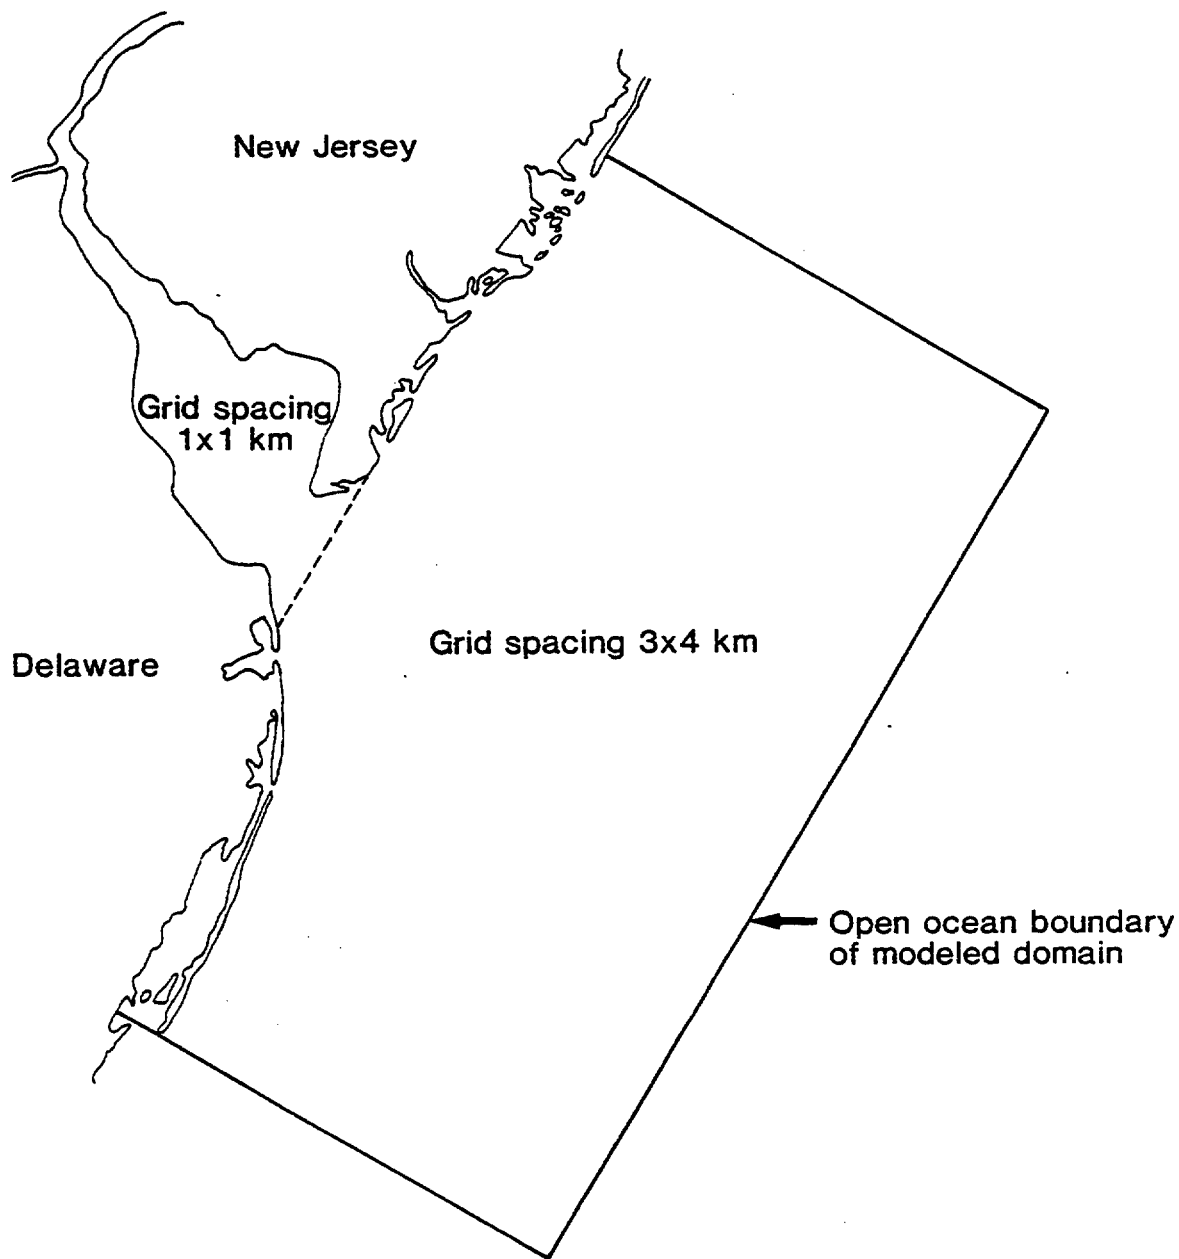 New Jersey
Grid spacing
1x1 km
Grid spacing 3x4 km
Delaware
Open ocean boundary
of modeled domain